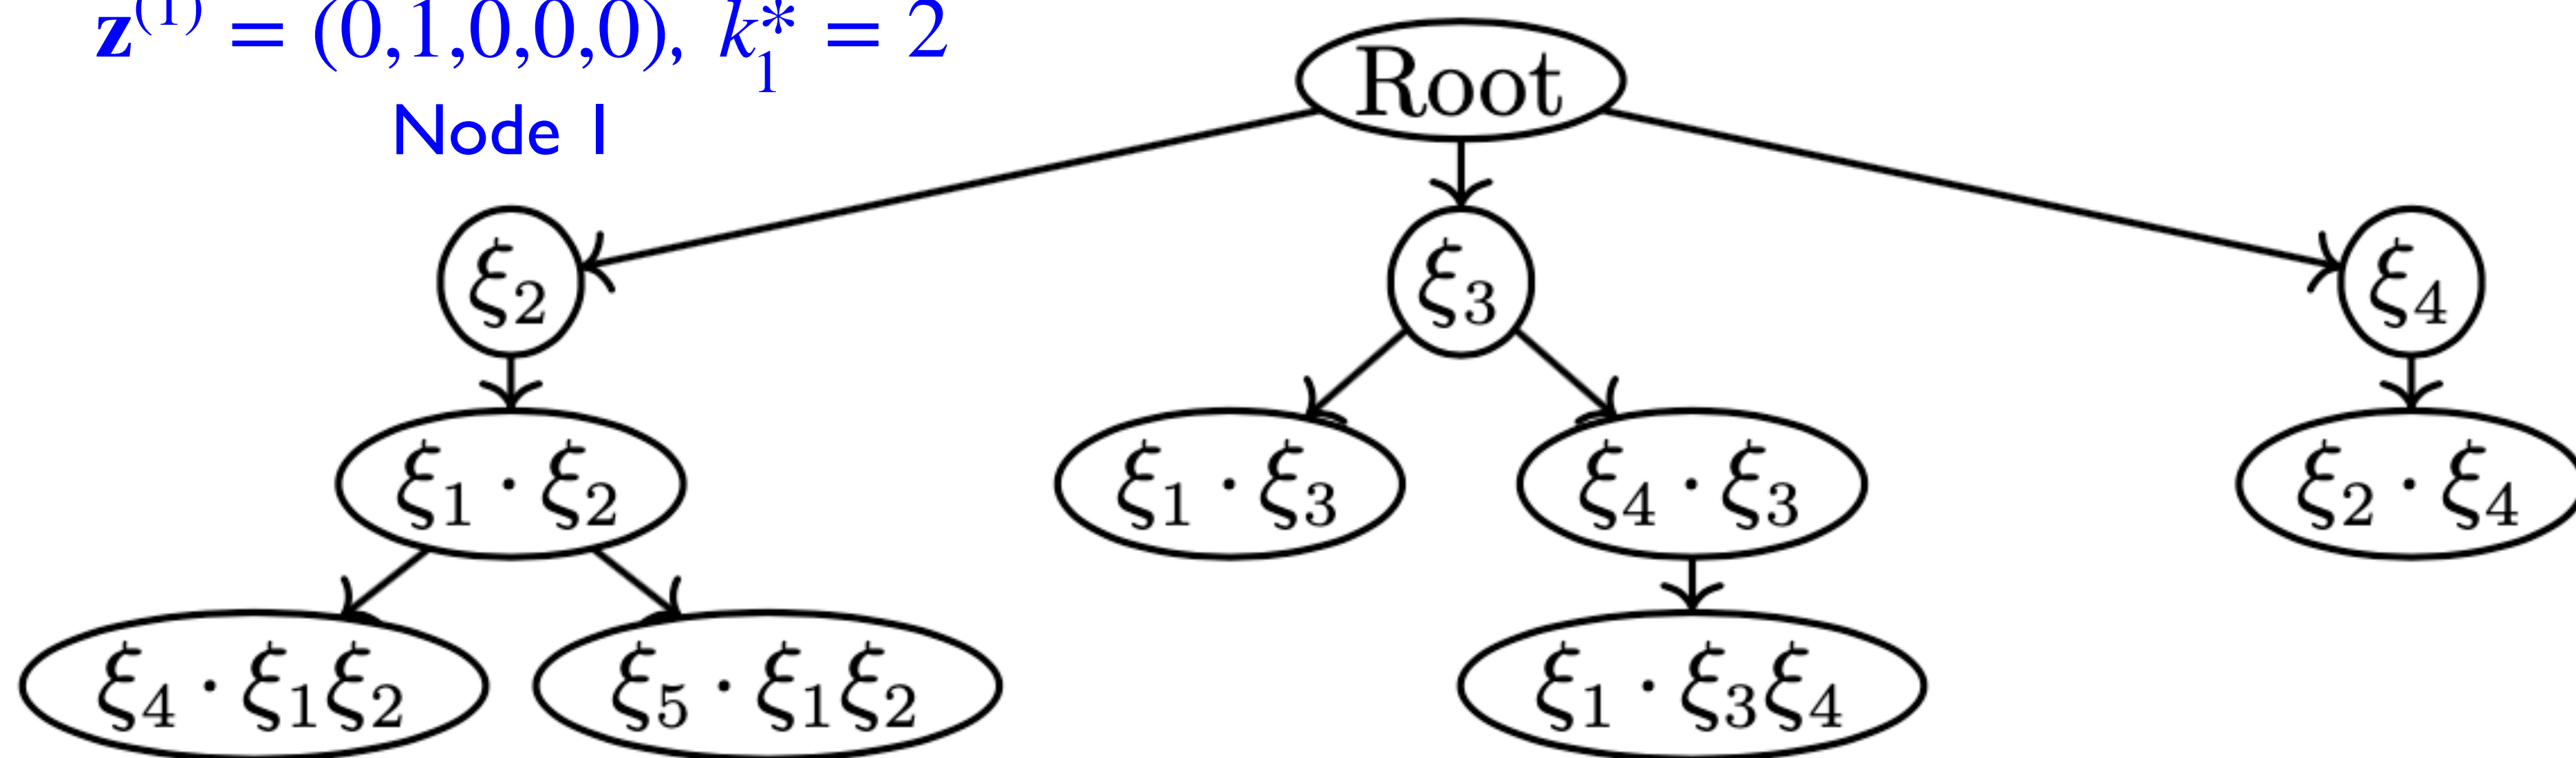 z⁽¹⁾ = (0,1,0,0,0), k₁* = 2
Root
Node 1
ξ₂
ξ₃
ξ₄
ξ₁ · ξ₂
ξ₁ · ξ₃
ξ₄ · ξ₃
ξ₂ · ξ₄
ξ₄ · ξ₁ξ₂
ξ₅ · ξ₁ξ₂
ξ₁ · ξ₃ξ₄